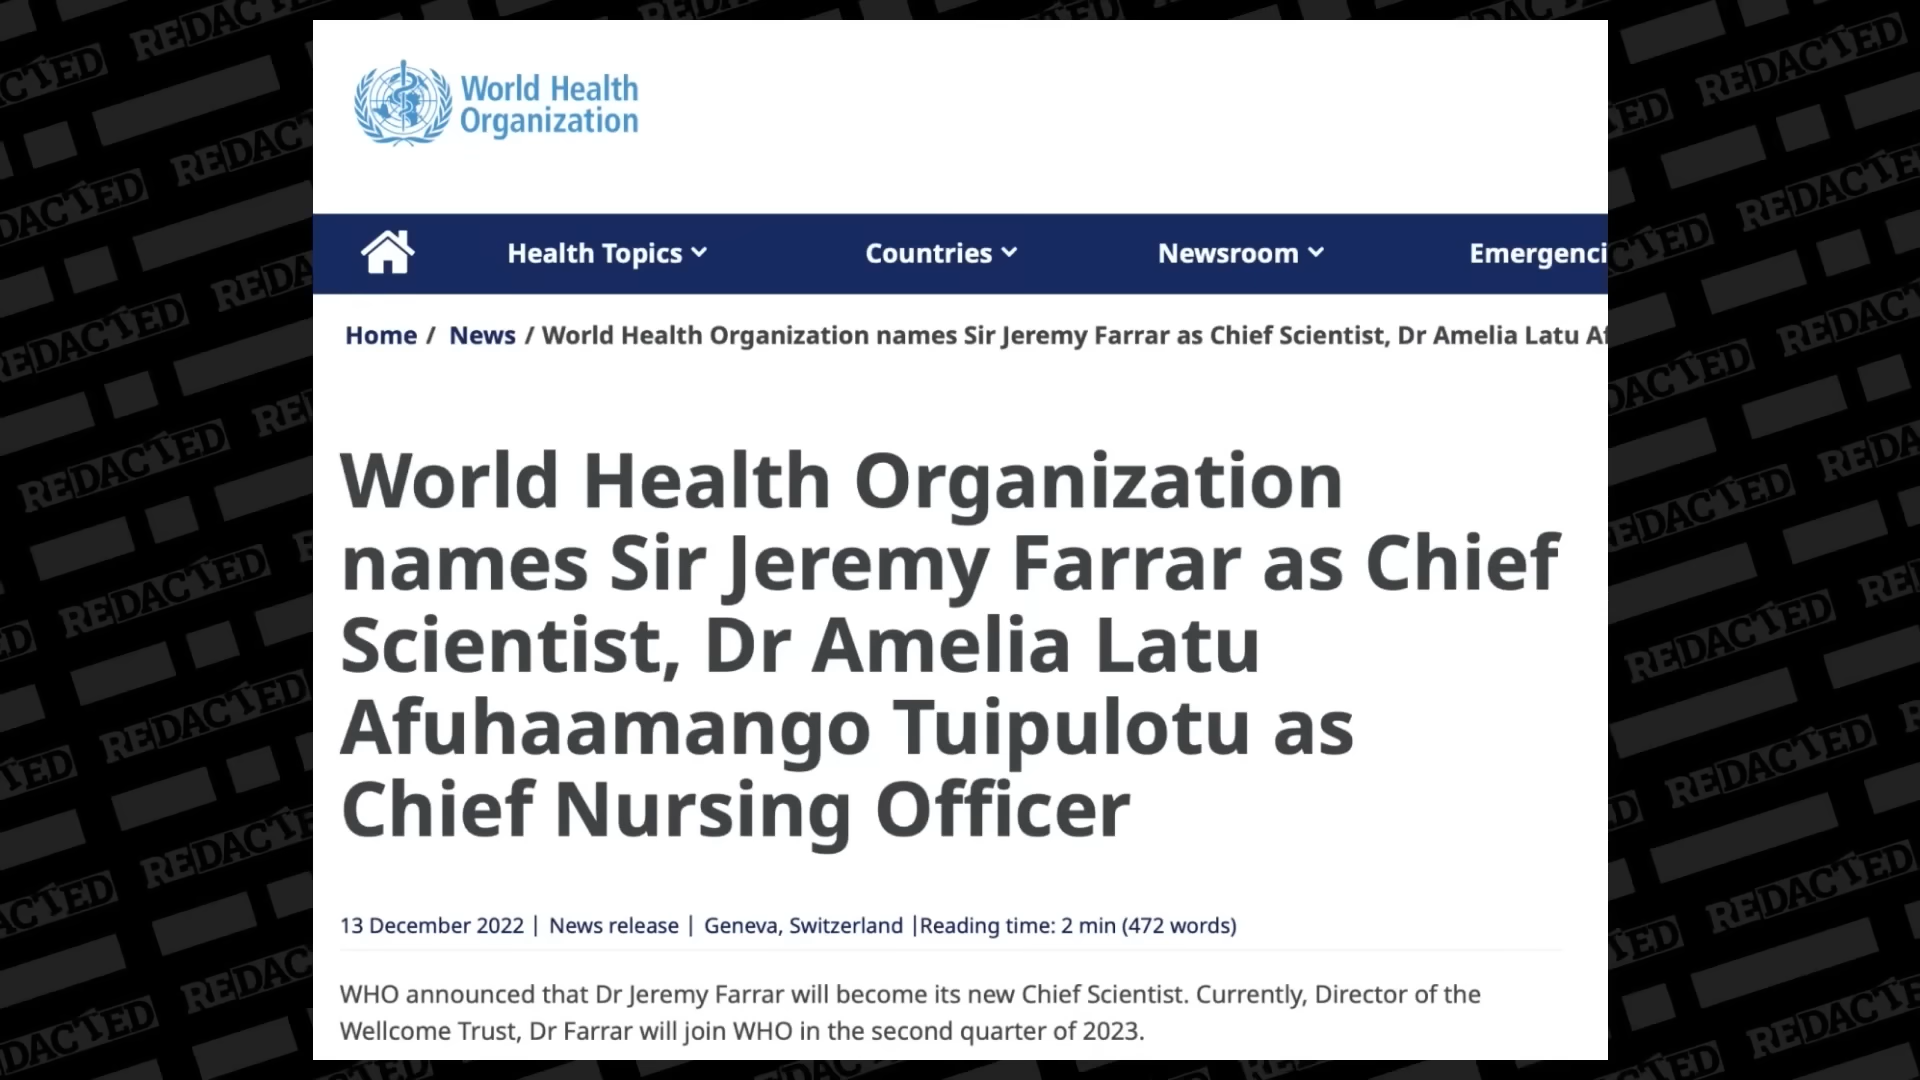 World Health
Organization
Health Topics
Countries
Newsroom
Emergenci
Home / News / World Health Organization names Sir Jeremy Farrar as Chief Scientist, Dr Amelia Latu Af
World Health Organization
names Sir Jeremy Farrar as Chief
Scientist, Dr Amelia Latu
Afuhaamango Tuipulotu as
Chief Nursing Officer
13 December 2022 | News release | Geneva, Switzerland |Reading time: 2 min (472 words)
WHO announced that Dr Jeremy Farrar will become its new Chief Scientist. Currently, Director of the
Wellcome Trust, Dr Farrar will join WHO in the second quarter of 2023.
REDACTED